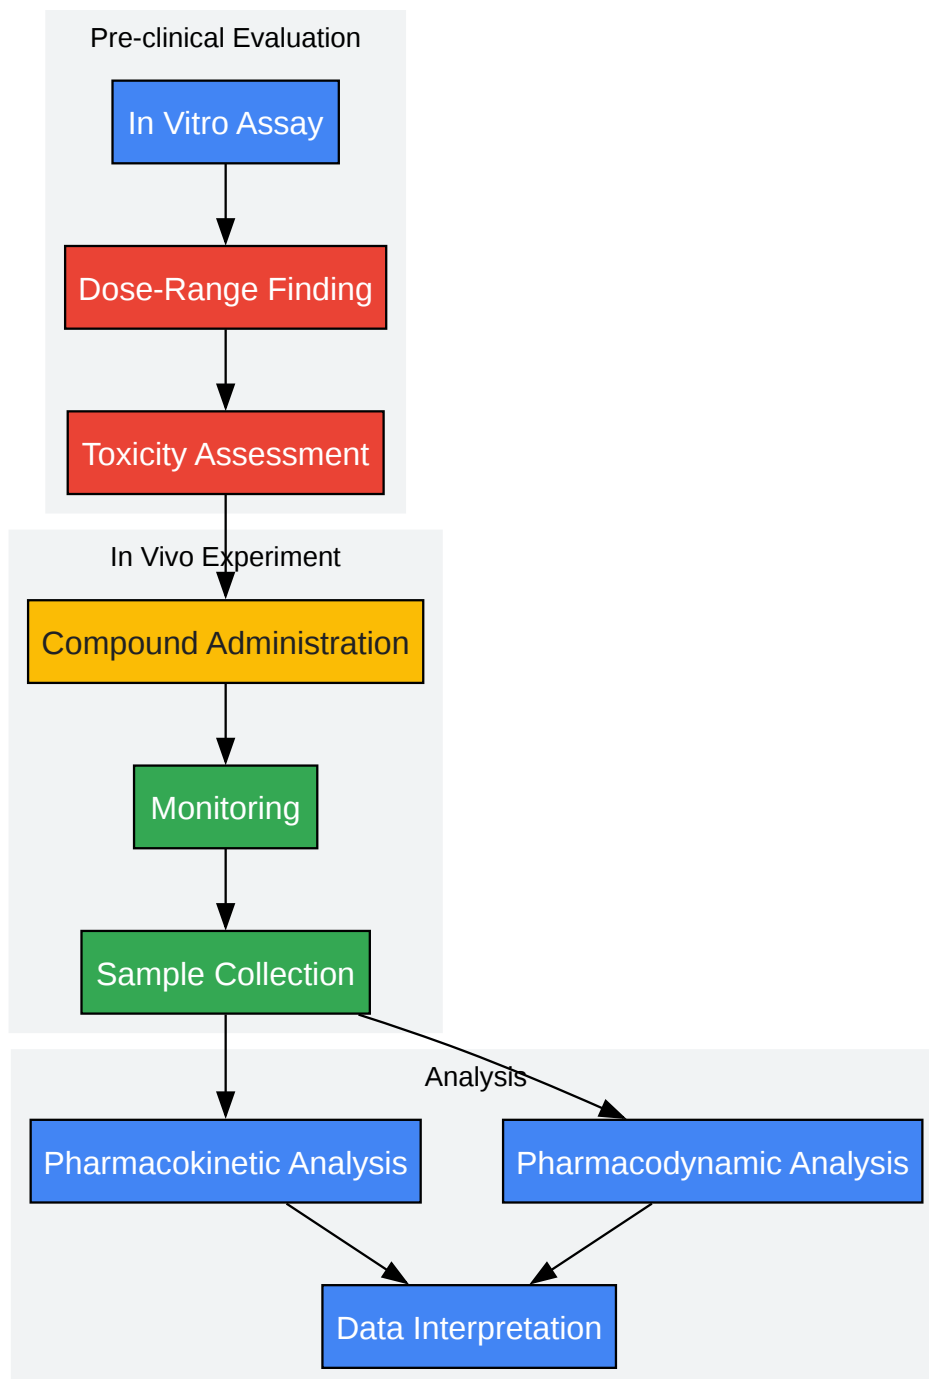 Pre-clinical Evaluation
In Vitro Assay
Dose-Range Finding
Toxicity Assessment
In Vivo Experiment
Compound Administration
Monitoring
Sample Collection
Analysis
Pharmacokinetic Analysis
Pharmacodynamic Analysis
Data Interpretation